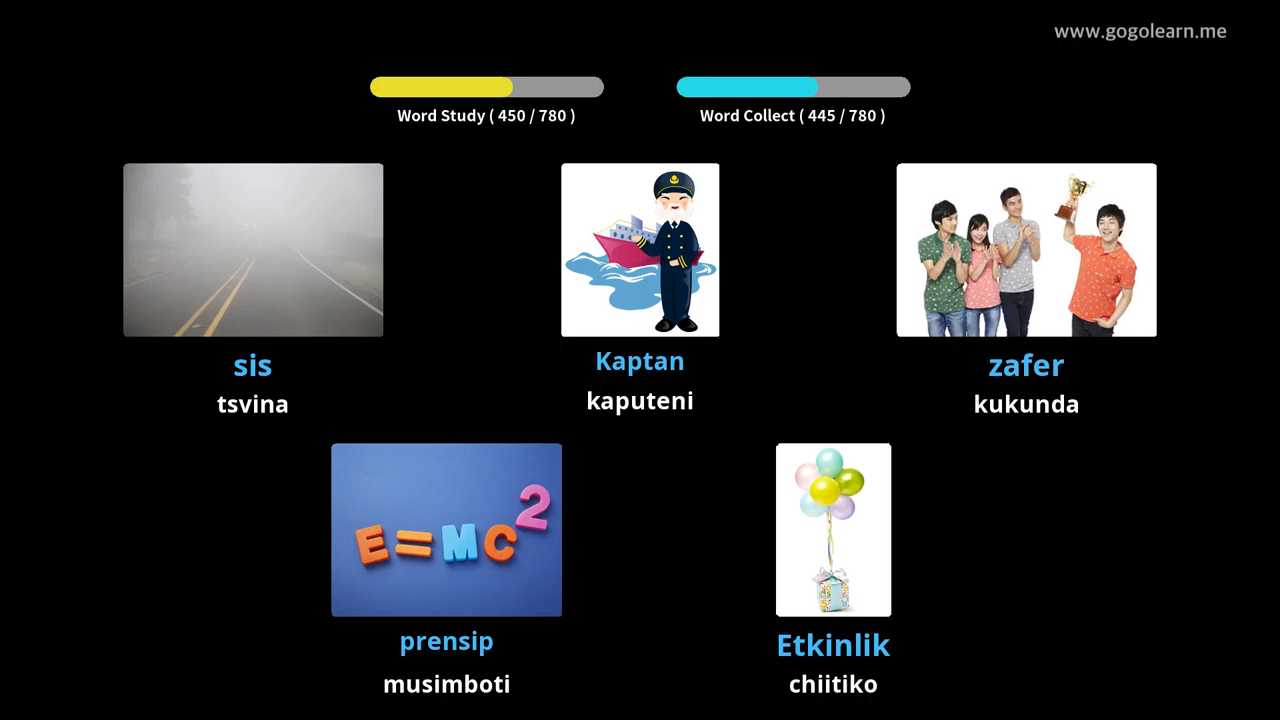 www.gogolearn.me
Word Study ( 450 / 780 )
Word Collect ( 445 / 780 )
sis
tsvina
Kaptan
kaputeni
zafer
kukunda
E=MC2
prensip
musimboti
Etkinlik
chiitiko